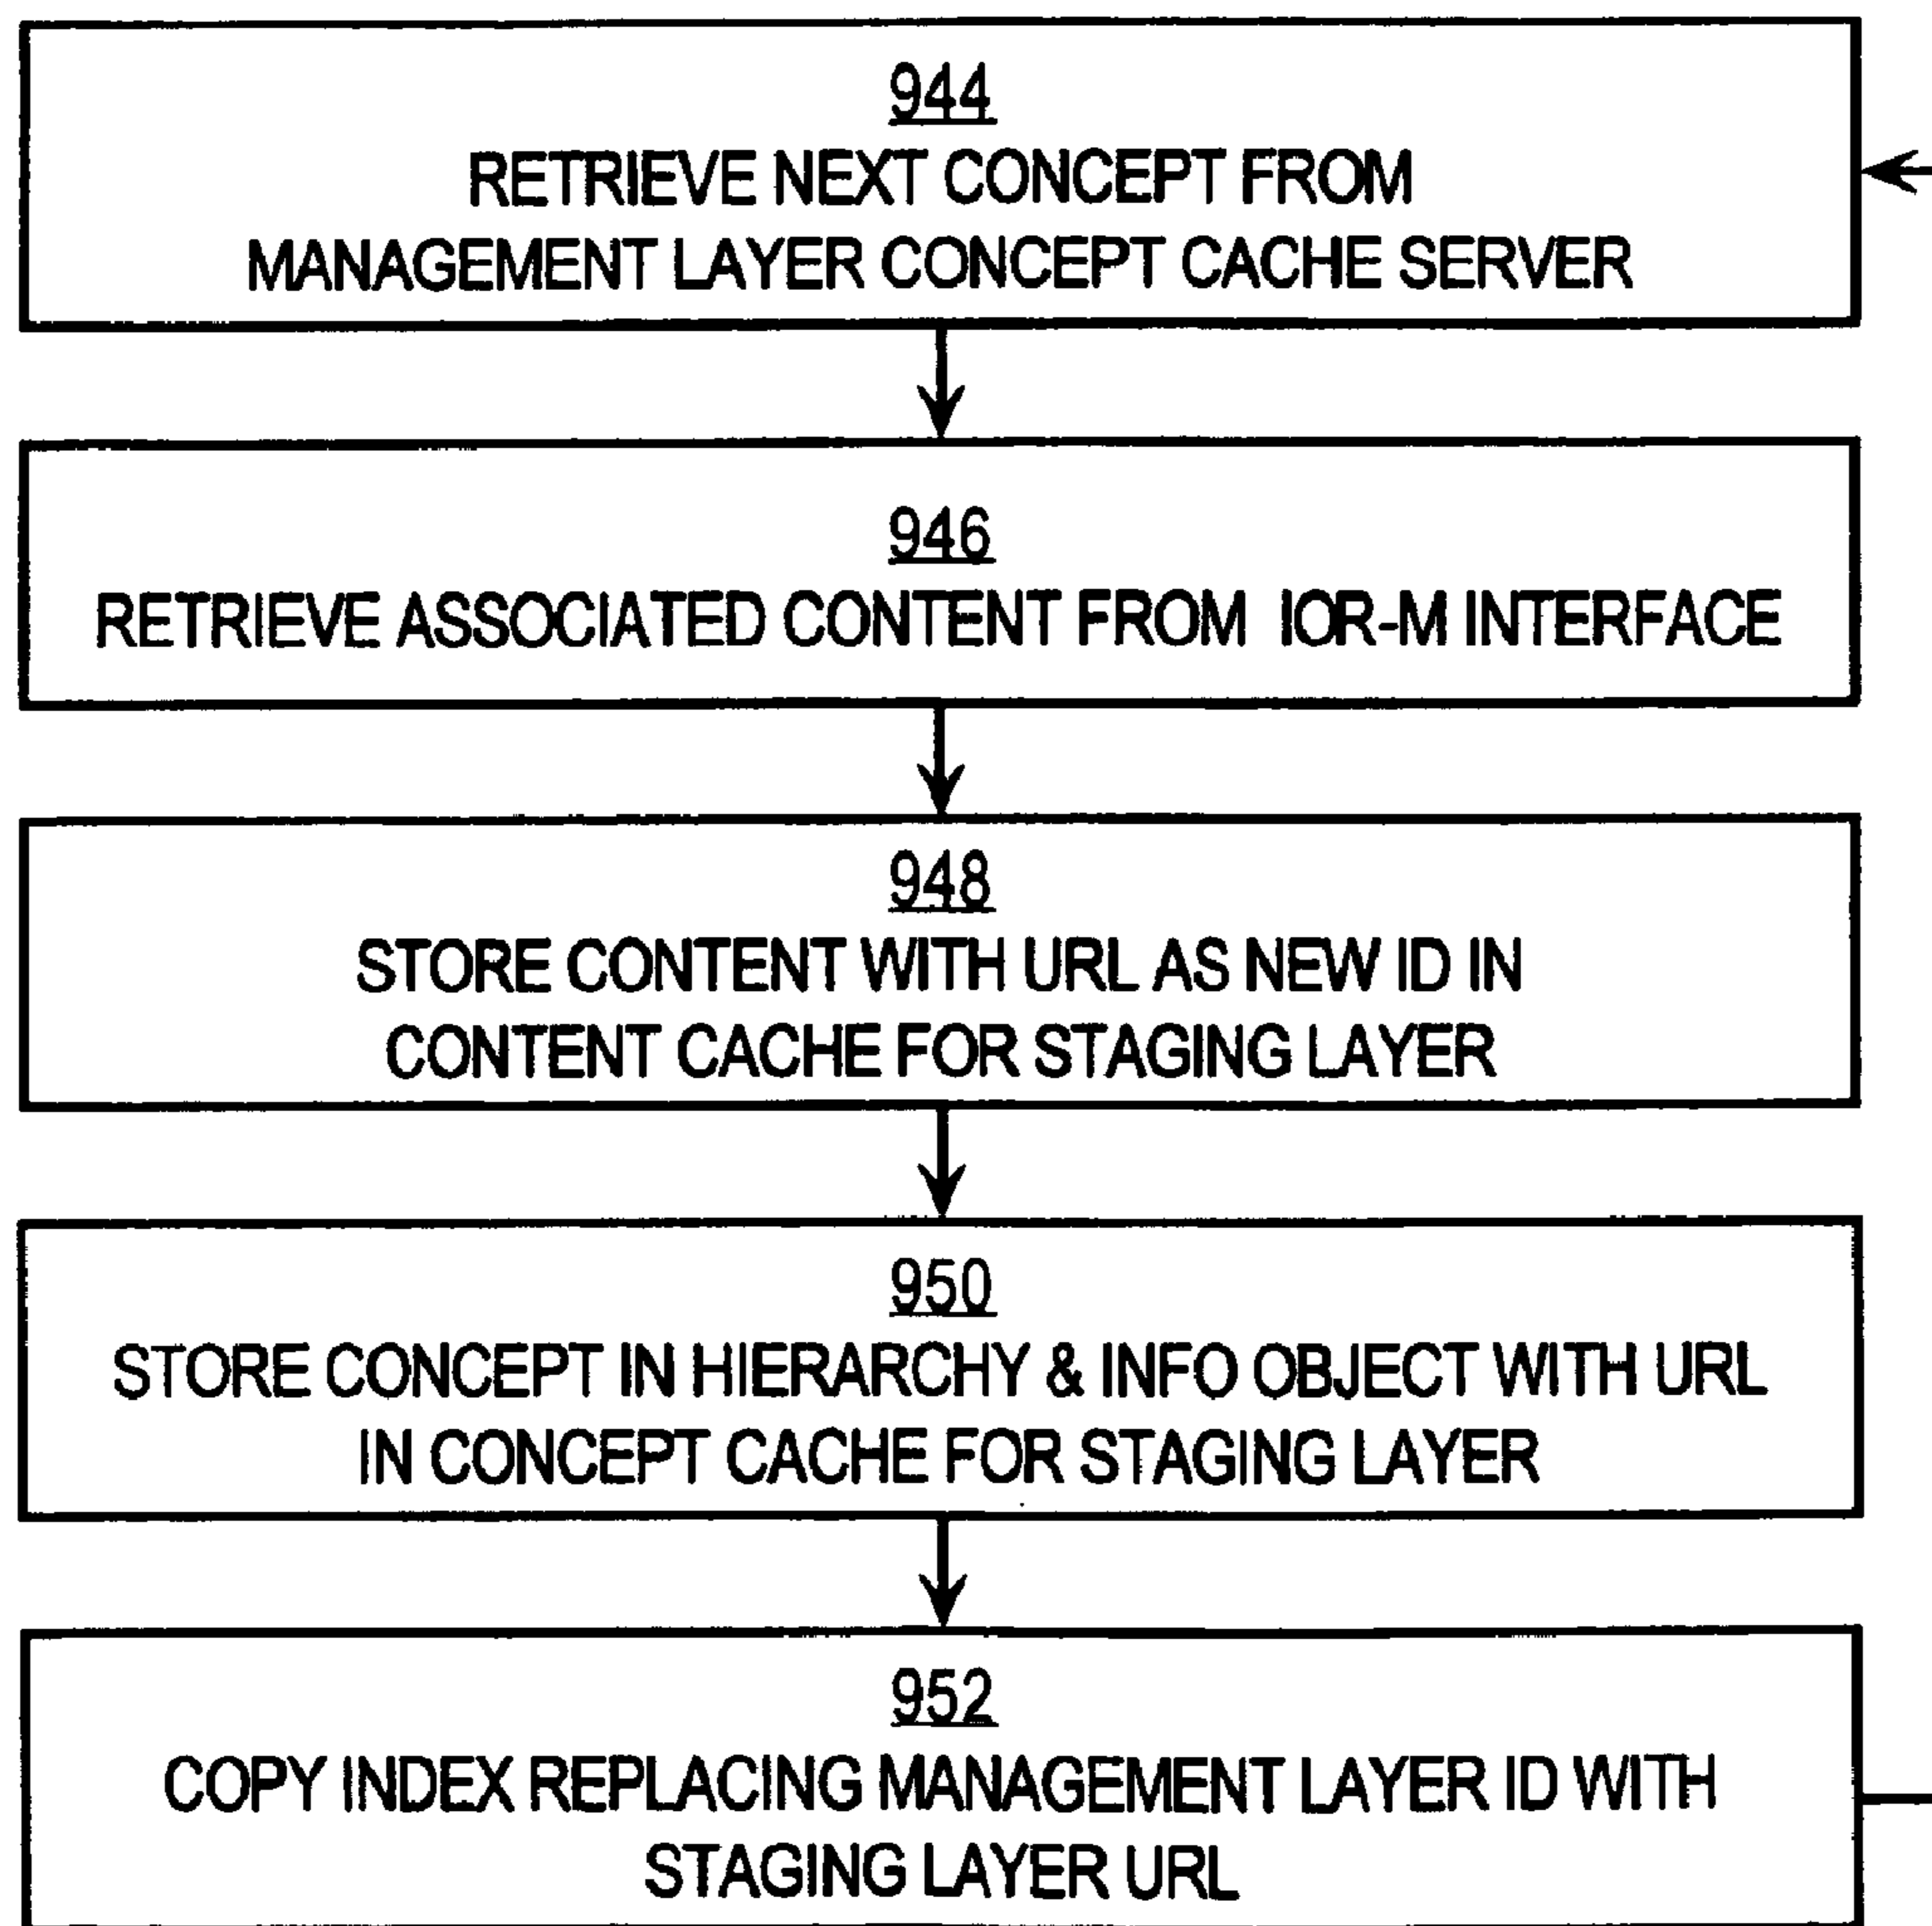 944
RETRIEVE NEXT CONCEPT FROM
MANAGEMENT LAYER CONCEPT CACHE SERVER
946
RETRIEVE ASSOCIATED CONTENT FROM IOR-M INTERFACE
948
STORE CONTENT WITH URL AS NEW ID IN
CONTENT CACHE FOR STAGING LAYER
950
STORE CONCEPT IN HIERARCHY & INFO OBJECT WITH URL
IN CONCEPT CACHE FOR STAGING LAYER
952
COPY INDEX REPLACING MANAGEMENT LAYER ID WITH
STAGING LAYER URL